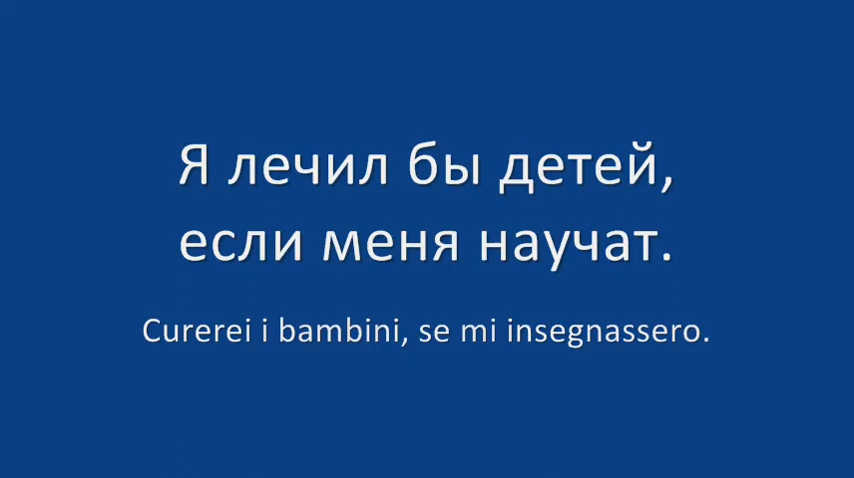 Я лечил бы детей,
если меня научат.
Curerei i bambini, se mi insegnassero.